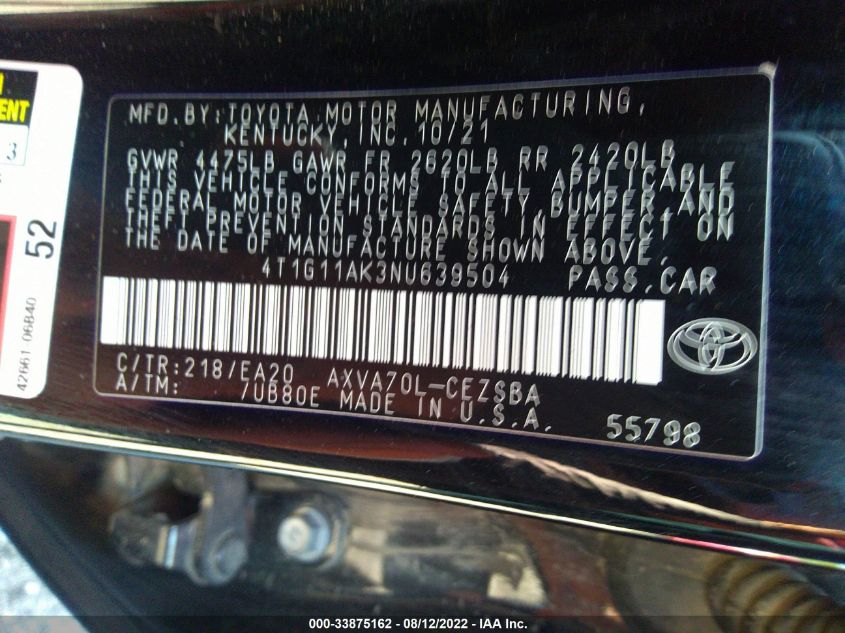 MFD.BY:TOYOTA MOTOR MANUFACTURING,
KENTUCKY,INC.10/21
GVWR 4475LB GAWR FR 2620LB RR 2420LB
THIS VEHICLE CONFORMS TO ALL APPLICABLE
FEDERAL MOTOR VEHICLE SAFETY,BUMPER,AND
THEFT PREVENTION STANDARDS IN EFFECT ON
THE DATE OF MANUFACTURE SHOWN ABOVE.
4T1G11AK3NU639504 PASS.CAR
C/TR:218/EA20 AXVA70L-CEZSBA
A/TM: /UB80E MADE IN U.S.A.
55798
ENT
3
52
42661 06B40
000-33875162 - 08/12/2022 - IAA Inc.